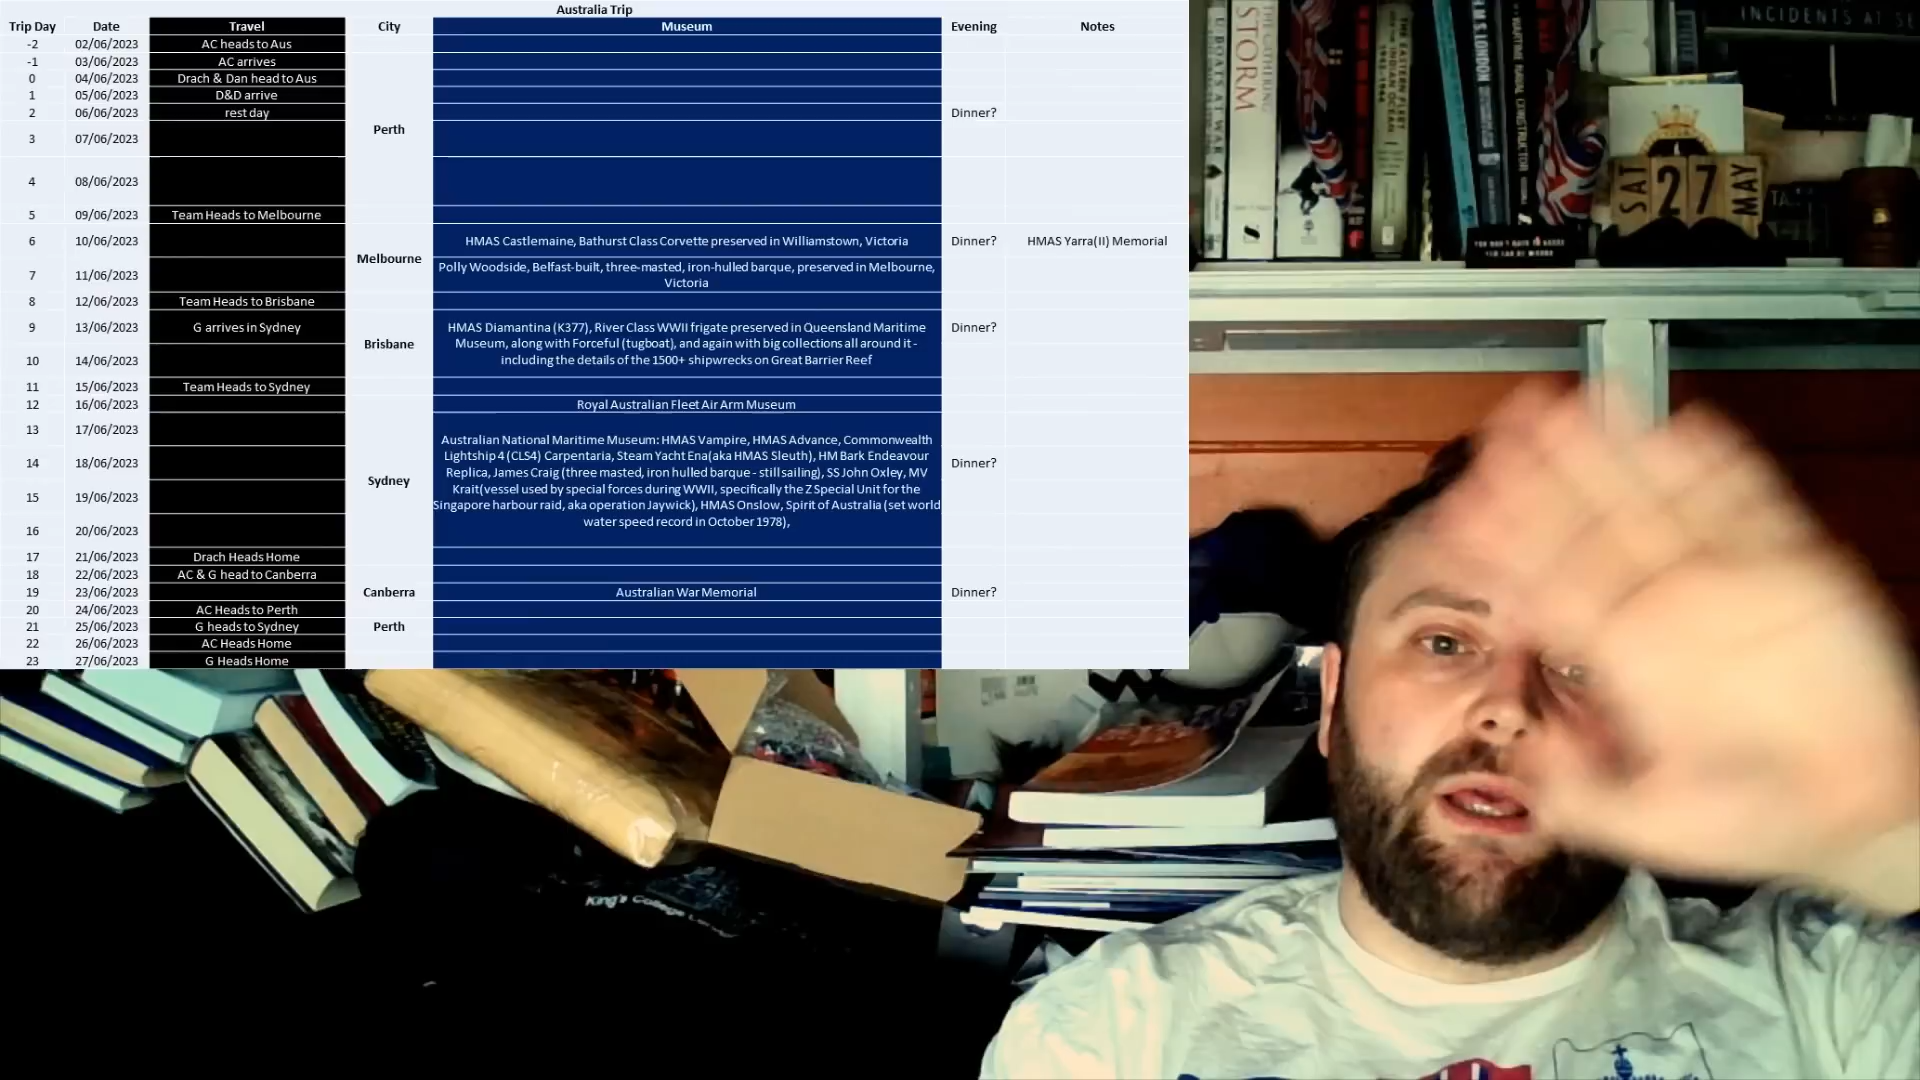 Australia Trip
Trip Day Date Travel City Museum Evening Notes
-2 02/06/2023 AC heads to Aus
-1 03/06/2023 AC arrives
0 04/06/2023 Drach & Dan head to Aus
1 05/06/2023 D&D arrive
2 06/06/2023 rest day Dinner?
Perth
3 07/06/2023
4 08/06/2023
5 09/06/2023 Team Heads to Melbourne
6 10/06/2023 HMAS Castlemaine, Bathurst Class Corvette preserved in Williamstown, Victoria Dinner? HMAS Yarra(II) Memorial
Melbourne
7 11/06/2023 Polly Woodside, Belfast-built, three-masted, iron-hulled barque, preserved in Melbourne,
Victoria
8 12/06/2023 Team Heads to Brisbane
9 13/06/2023 G arrives in Sydney HMAS Diamantina (K377), River Class WWII frigate preserved in Queensland Maritime Dinner?
Brisbane Museum, along with Forceful (tugboat), and again with big collections all around it -
10 14/06/2023 including the details of the 1500+ shipwrecks on Great Barrier Reef
11 15/06/2023 Team Heads to Sydney
12 16/06/2023 Royal Australian Fleet Air Arm Museum
13 17/06/2023
Australian National Maritime Museum: HMAS Vampire, HMAS Advance, Commonwealth
Lightship 4 (CLS4) Carpentaria, Steam Yacht Ena(aka HMAS Sleuth), HM Bark Endeavour
14 18/06/2023 Dinner?
Sydney Replica, James Craig (three masted, iron hulled barque - still sailing), SS John Oxley, MV
Krait(vessel used by special forces during WWII, specifically the Z Special Unit for the
15 19/06/2023
Singapore harbour raid, aka operation Jaywick), HMAS Onslow, Spirit of Australia (set world
water speed record in October 1978),
16 20/06/2023
17 21/06/2023 Drach Heads Home
18 22/06/2023 AC & G head to Canberra
19 23/06/2023 Canberra Australian War Memorial Dinner?
20 24/06/2023 AC Heads to Perth
21 25/06/2023 G heads to Sydney Perth
22 26/06/2023 AC Heads Home
23 27/06/2023 G Heads Home
INCIDENTS AT SE
THE GATHERING STORM
U-BOATS AT WAR
THE EASTERN FLEET
INDIAN OCEAN
SAT 27 MAY
King's College